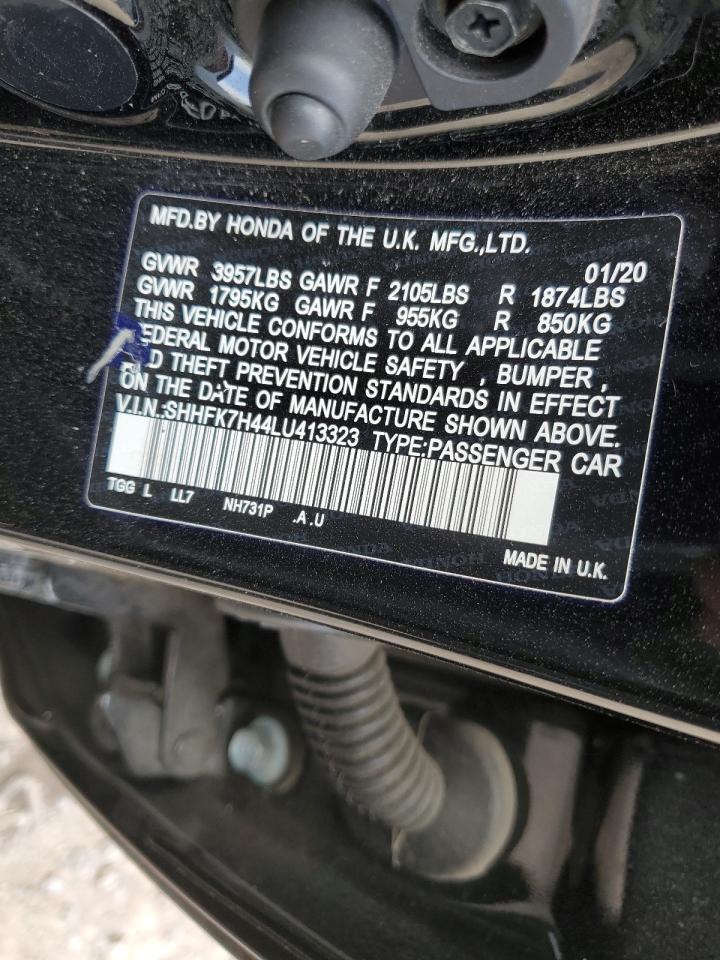 MFD.BY HONDA OF THE U.K. MFG.,LTD.
01/20
GVWR 3957LBS GAWR F 2105LBS R 1874LBS
GVWR 1795KG GAWR F 955KG R 850KG
THIS VEHICLE CONFORMS TO ALL APPLICABLE
FEDERAL MOTOR VEHICLE SAFETY , BUMPER ,
AND THEFT PREVENTION STANDARDS IN EFFECT
ON THE DATE OF MANUFACTURE SHOWN ABOVE.
V.I.N.:SHHFK7H44LU413323 TYPE:PASSENGER CAR
TGG L LL7 NH731P .A .U
MADE IN U.K.